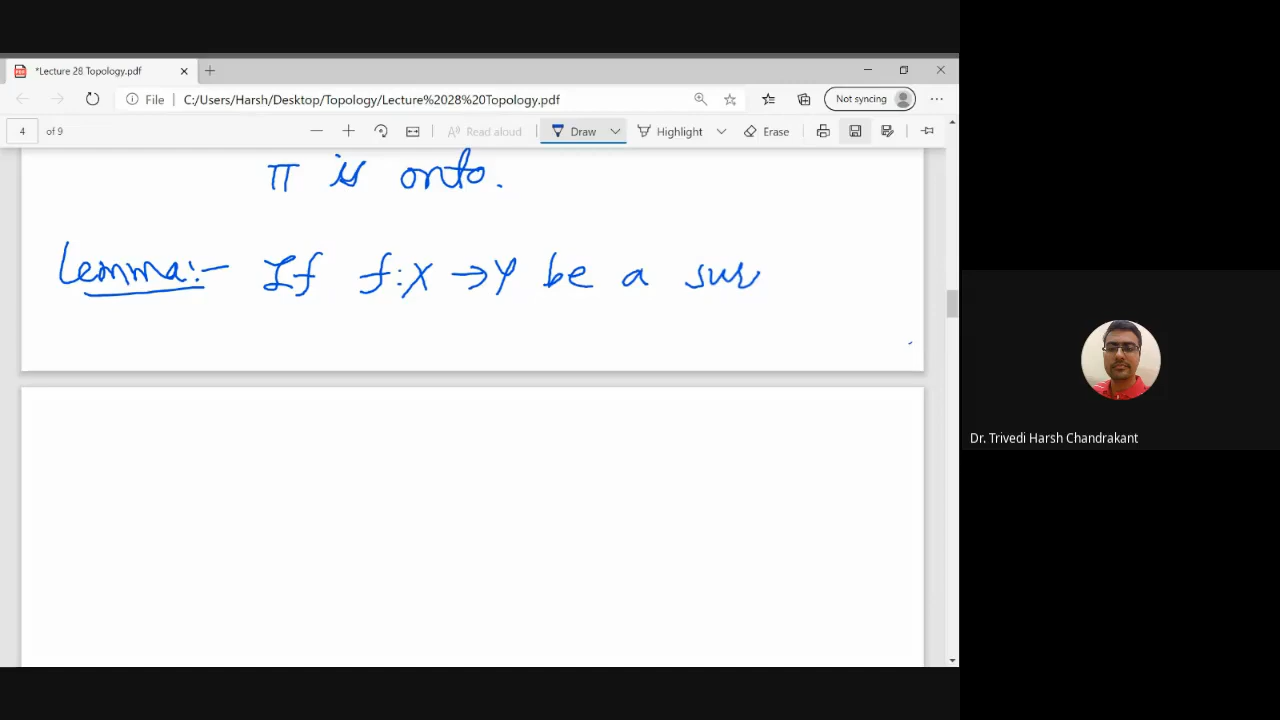 *Lecture 28 Topology.pdf
File | C:/Users/Harsh/Desktop/Topology/Lecture%2028%20Topology.pdf
Not syncing
4 of 9
Read aloud
Draw
Highlight
Erase
π is onto.
Lemma:- If f:X →Y be a sur
Dr. Trivedi Harsh Chandrakant